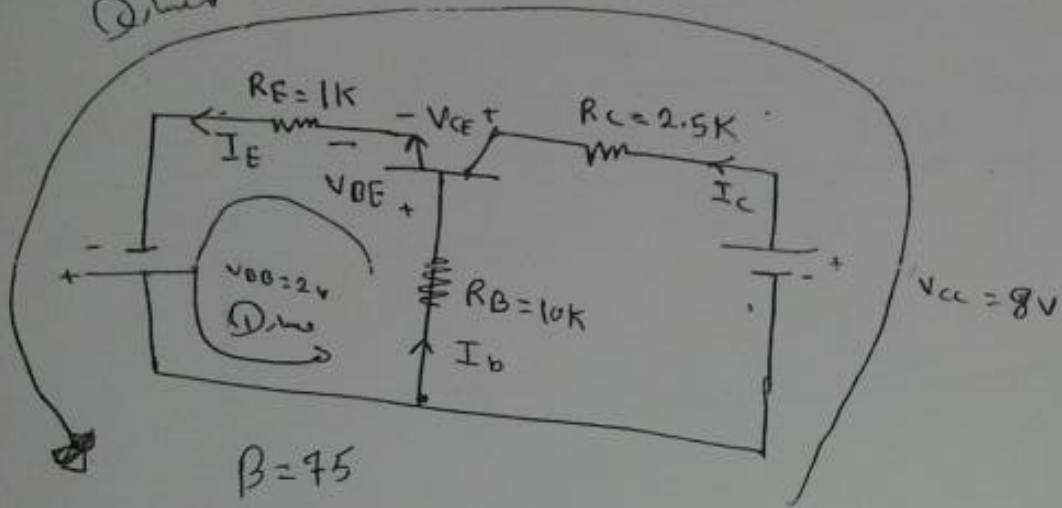 RE=1K
- VCE +
RC=2.5K
IE
-
VBE +
IC
-
+
VBB=2v
RB=10K
+
-
VCC=8V
Ib
β=75